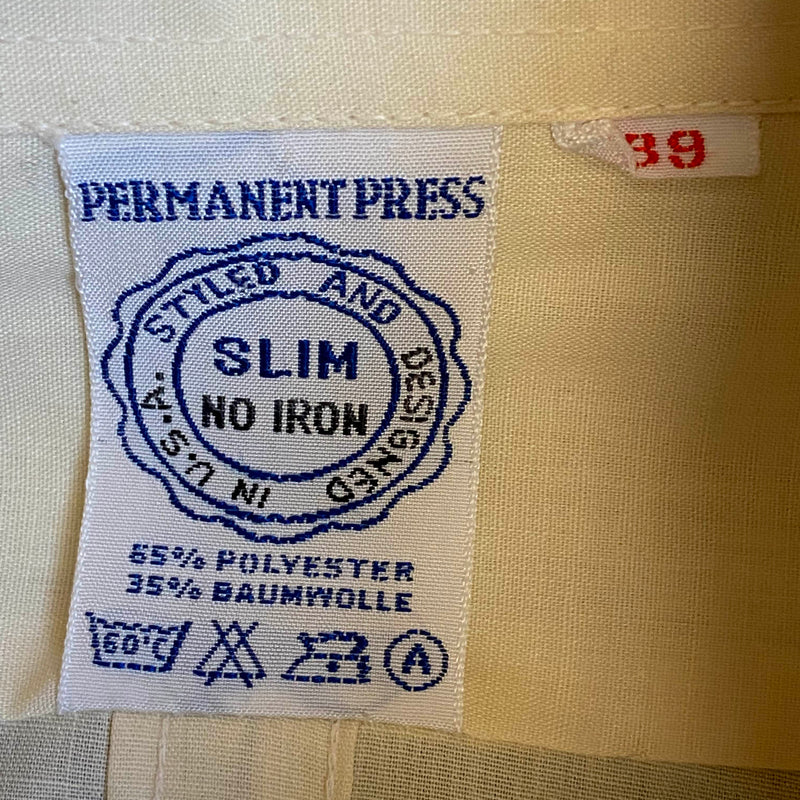 39
PERMANENT PRESS
STYLED AND DESIGNED IN U.S.A.
SLIM
NO IRON
65% POLYESTER
35% BAUMWOLLE
60°C
A